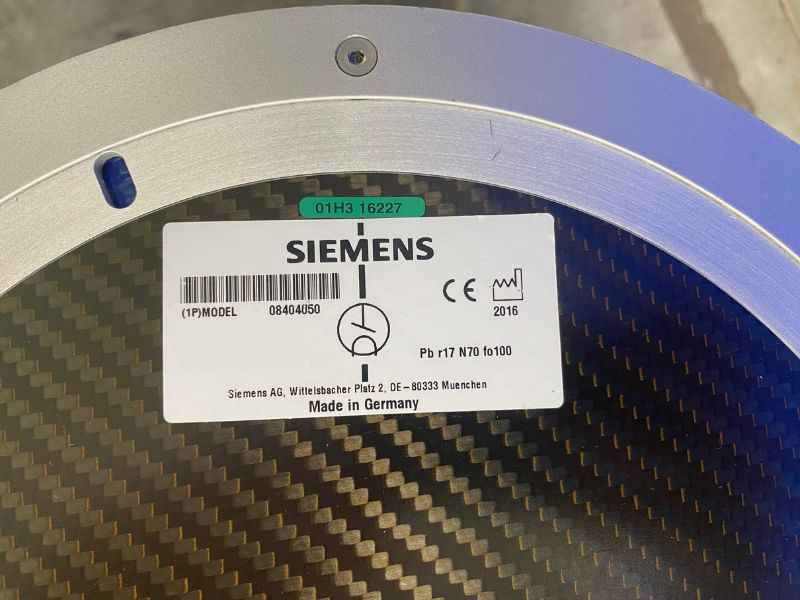 01H3 16227
SIEMENS
(1P)MODEL 08404050
CE
2016
Pb r17 N70 fo100
Siemens AG, Wittelsbacher Platz 2, DE-80333 Muenchen
Made in Germany